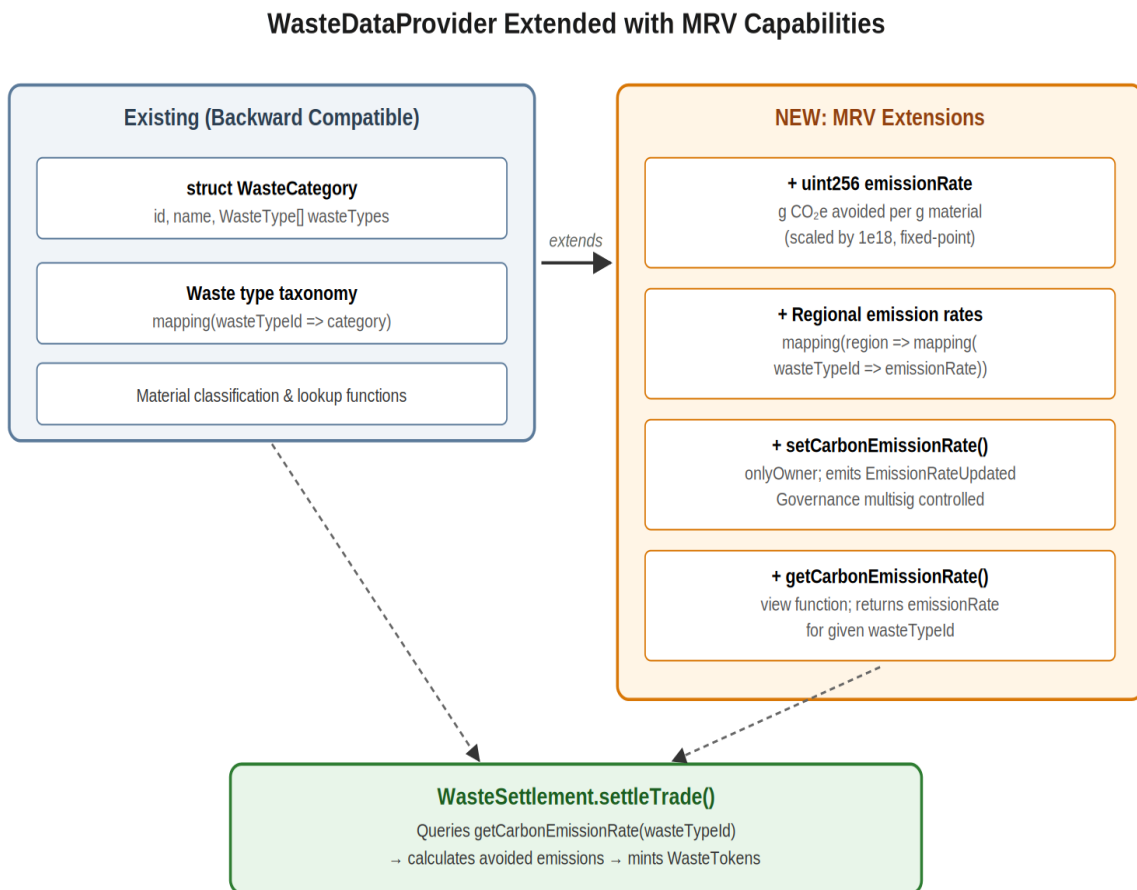 WasteDataProvider Extended with MRV Capabilities
Existing (Backward Compatible)
struct WasteCategory
id, name, WasteType[] wasteTypes
Waste type taxonomy
mapping(wasteTypeId => category)
Material classification & lookup functions
extends
NEW: MRV Extensions
+ uint256 emissionRate
g CO₂e avoided per g material
(scaled by 1e18, fixed-point)
+ Regional emission rates
mapping(region => mapping(
wasteTypeId => emissionRate))
+ setCarbonEmissionRate()
onlyOwner; emits EmissionRateUpdated
Governance multisig controlled
+ getCarbonEmissionRate()
view function; returns emissionRate
for given wasteTypeId
WasteSettlement.settleTrade()
Queries getCarbonEmissionRate(wasteTypeId)
→ calculates avoided emissions → mints WasteTokens